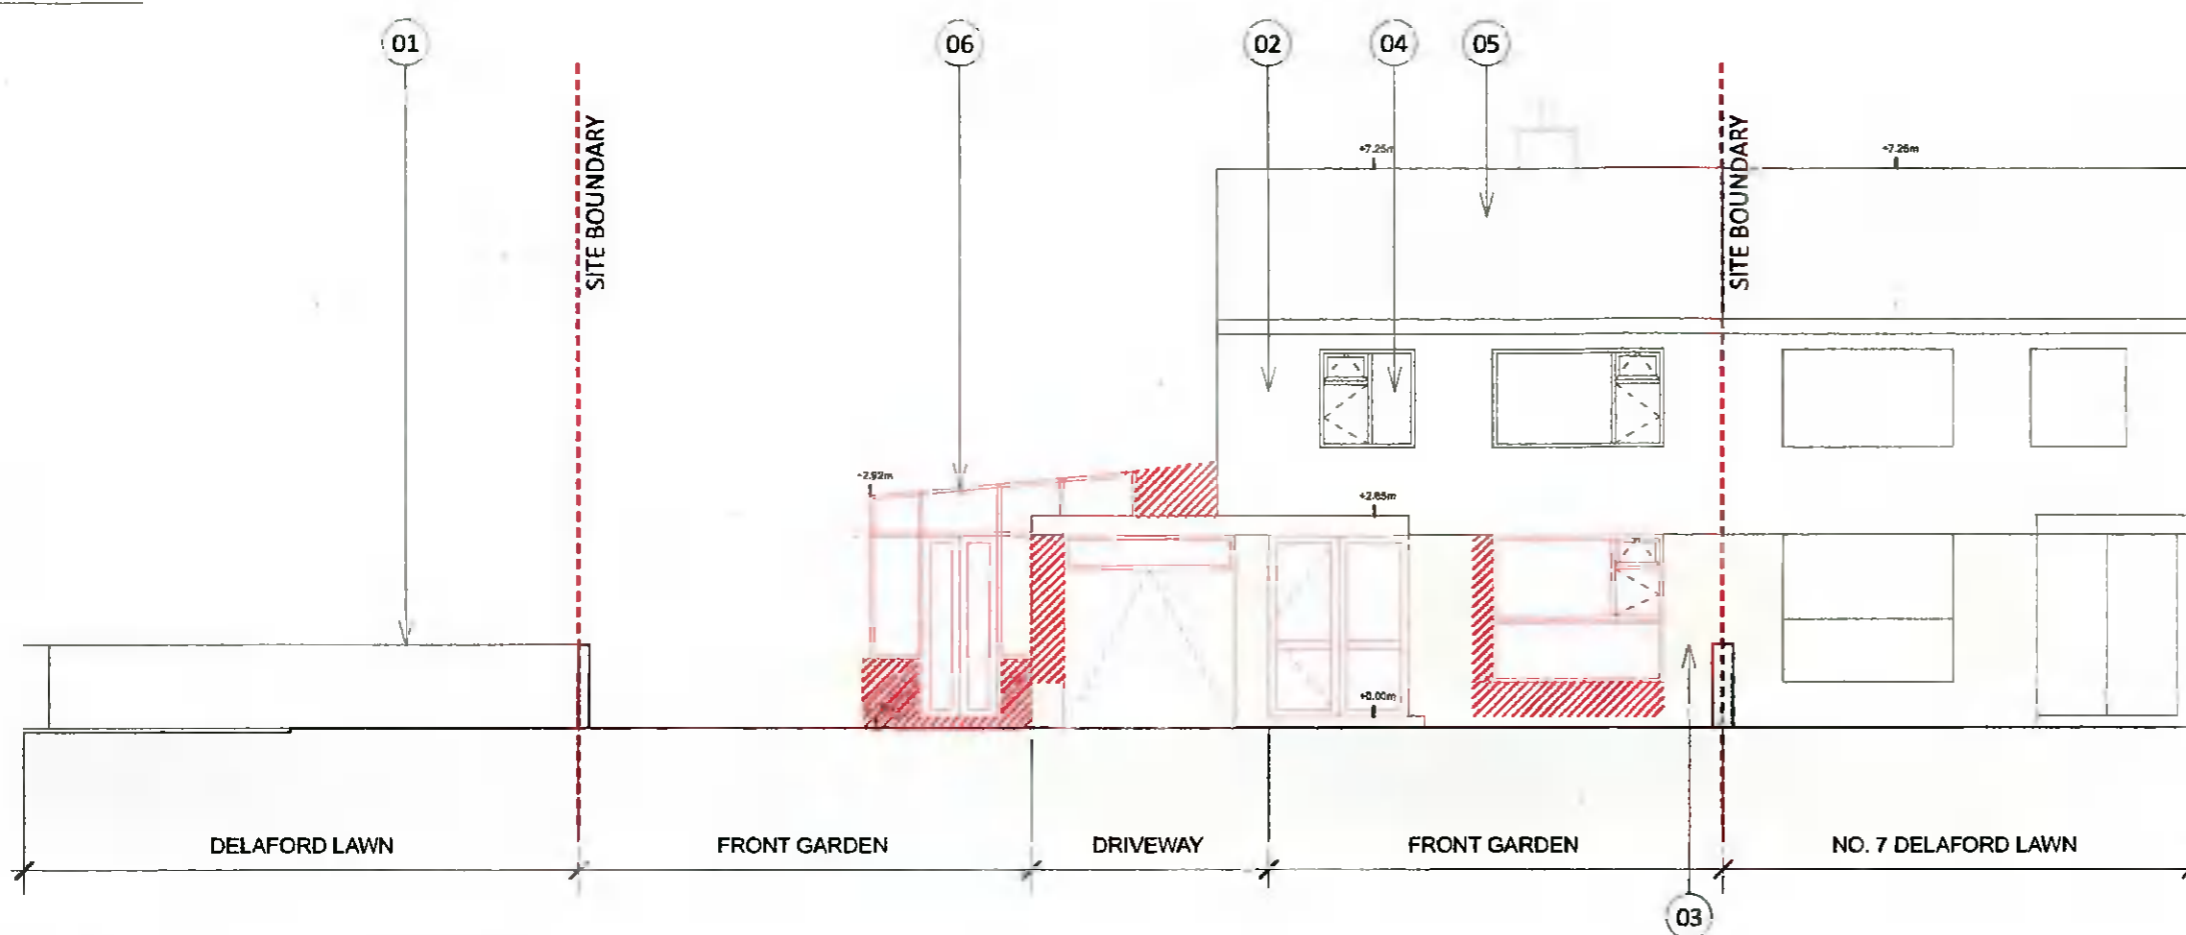 01
06
02
04
05
SITE BOUNDARY
SITE BOUNDARY
+7.25m
+7.25m
+2.92m
+2.65m
+0.00m
DELAFORD LAWN
FRONT GARDEN
DRIVEWAY
FRONT GARDEN
NO. 7 DELAFORD LAWN
03